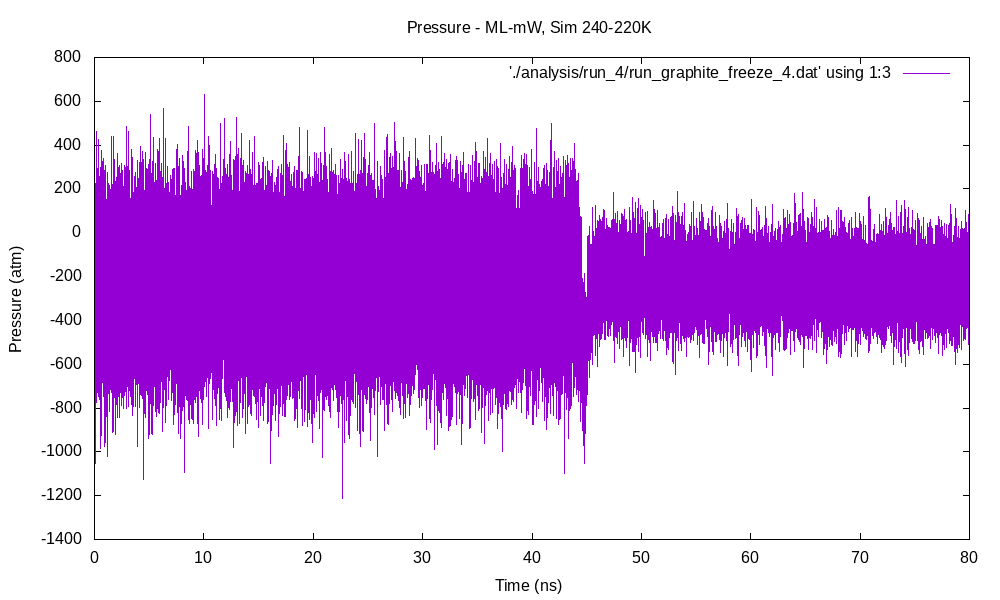 Pressure - ML-mW, Sim 240-220K
'./analysis/run_4/run_graphite_freeze_4.dat' using 1:3
800
600
400
200
0
-200
-400
-600
-800
-1000
-1200
-1400
Pressure (atm)
0 10 20 30 40 50 60 70 80
Time (ns)